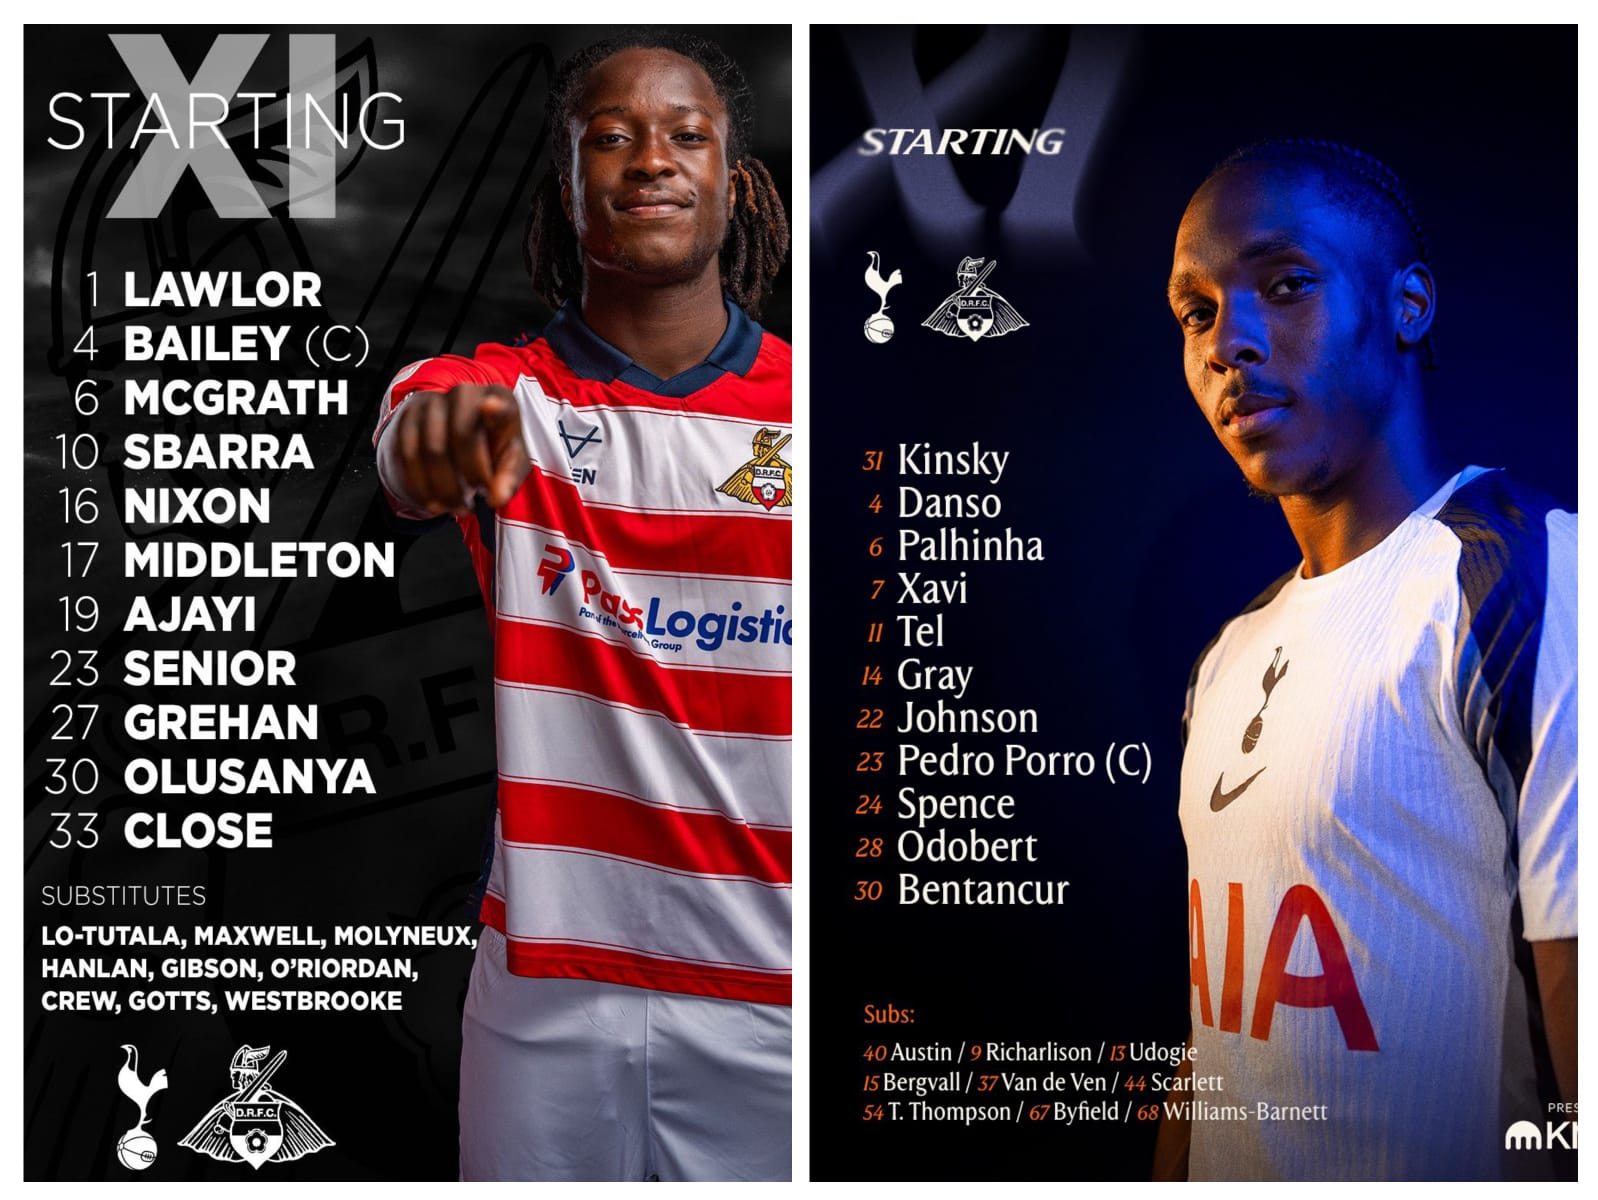 XI
STARTING
1 LAWLOR
4 BAILEY (C)
6 MCGRATH
10 SBARRA
16 NIXON
17 MIDDLETON
19 AJAYI
23 SENIOR
27 GREHAN
30 OLUSANYA
33 CLOSE
SUBSTITUTES
LO-TUTALA, MAXWELL, MOLYNEUX,
HANLAN, GIBSON, O'RIORDAN,
CREW, GOTTS, WESTBROOKE
D.R.F.C.
D.R.F.C.
Logistic
Group
R.F
XI
STARTING
D.R.F.C.
31 Kinsky
4 Danso
6 Palhinha
7 Xavi
11 Tel
14 Gray
22 Johnson
23 Pedro Porro (C)
24 Spence
28 Odobert
30 Bentancur
Subs:
40 Austin / 9 Richarlison / 13 Udogie
15 Bergvall / 37 Van de Ven / 44 Scarlett
54 T. Thompson / 67 Byfield / 68 Williams-Barnett
AIA
PRES